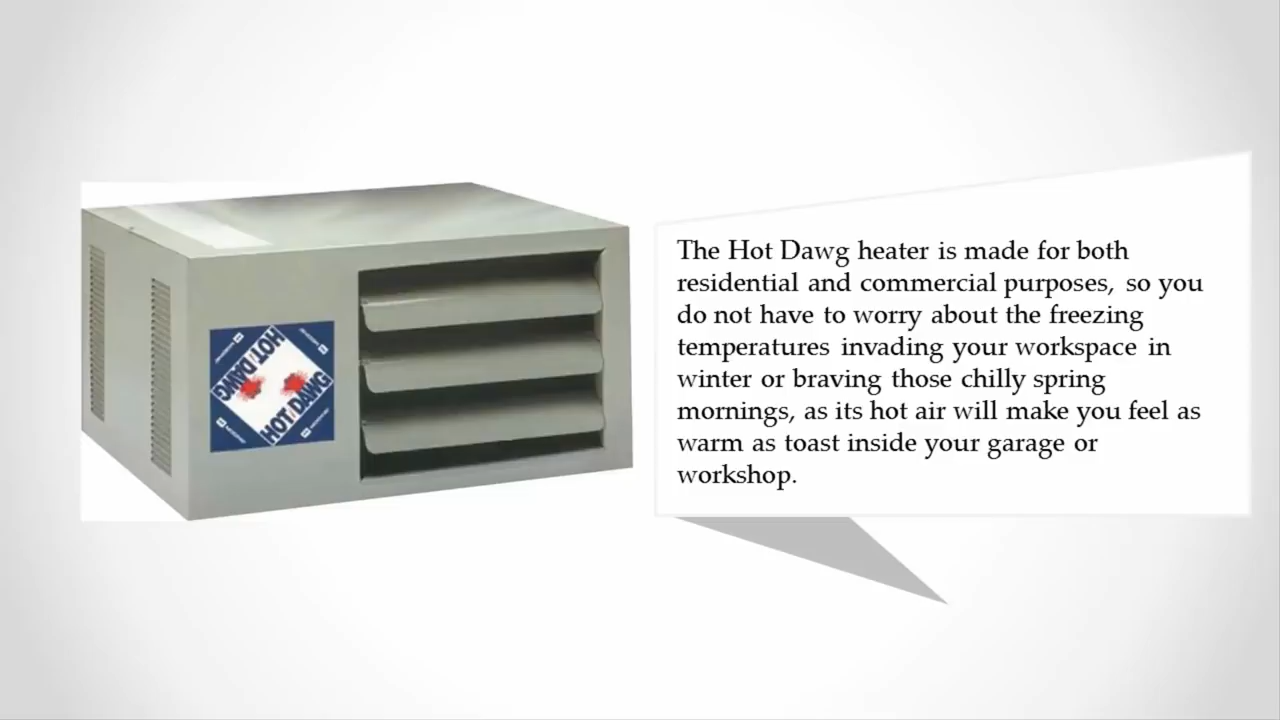 HOT DAWG
HOT DAWG
The Hot Dawg heater is made for both
residential and commercial purposes, so you
do not have to worry about the freezing
temperatures invading your workspace in
winter or braving those chilly spring
mornings, as its hot air will make you feel as
warm as toast inside your garage or
workshop.